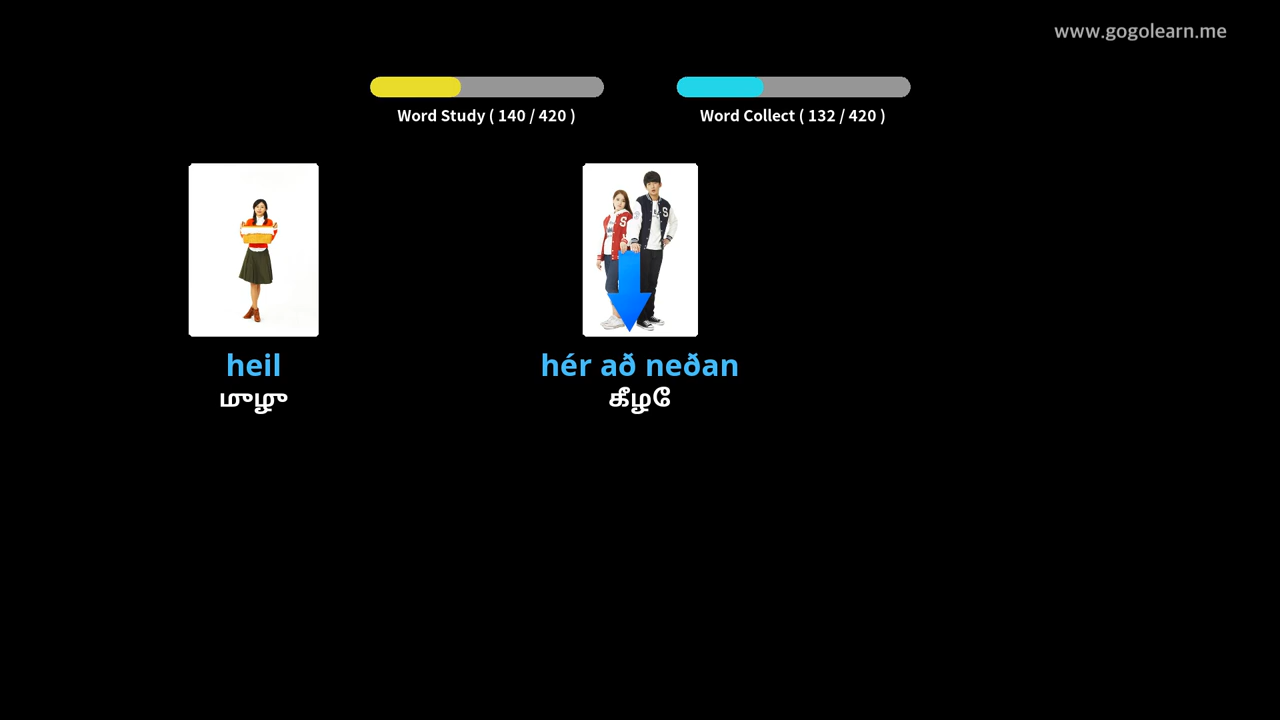 www.gogolearn.me
Word Study ( 140 / 420 )
Word Collect ( 132 / 420 )
heil
முழு
hér að neðan
கீழே